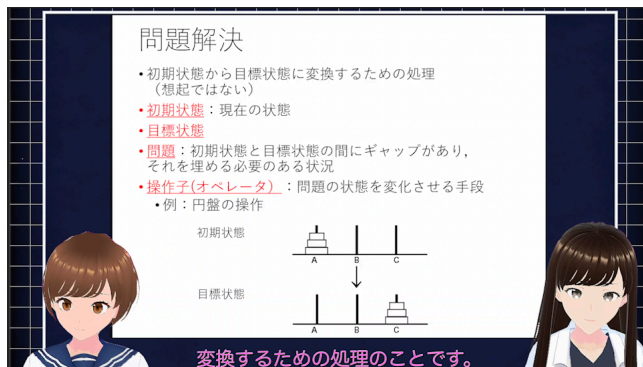 問題解決
•初期状態から目標状態に変換するための処理
（想起ではない）
•初期状態：現在の状態
•目標状態
•問題：初期状態と目標状態の間にギャップがあり，
それを埋める必要のある状況
•操作子(オペレータ）：問題の状態を変化させる手段
•例：円盤の操作
初期状態
A B C
目標状態
A B C
変換するための処理のことです。